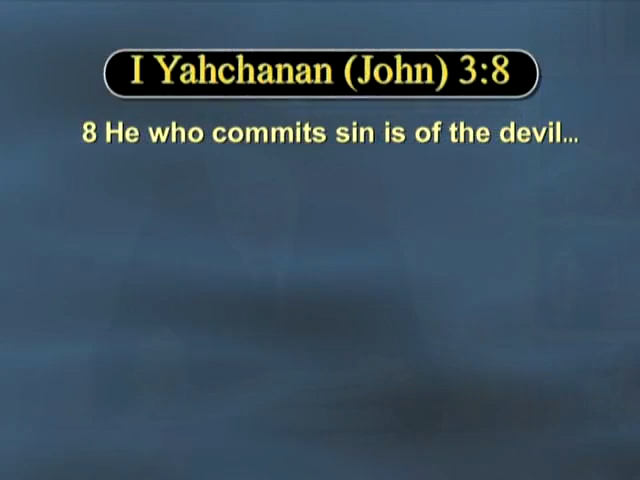 I Yahchanan (John) 3:8
8 He who commits sin is of the devil...